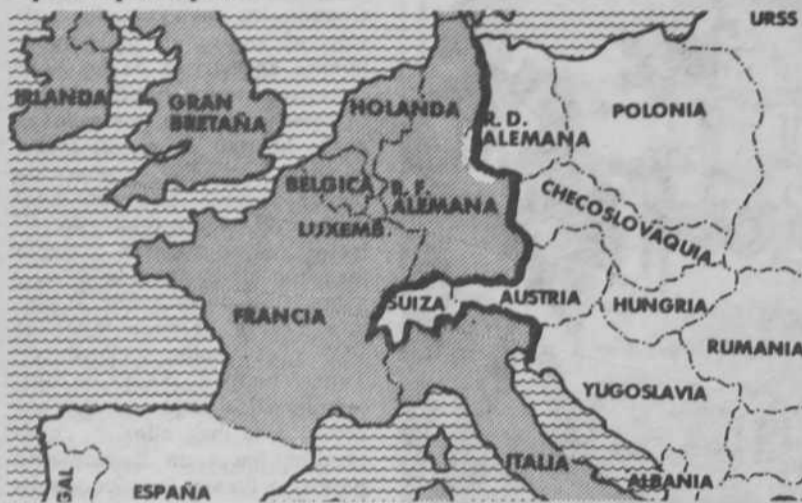 URSS
IRLANDA
GRAN
BRETAÑA
HOLANDA
R. D.
ALEMANA
POLONIA
BELGICA
R. F.
ALEMANA
LUXEMB.
CHECOSLOVAQUIA
FRANCIA
SUIZA
AUSTRIA
HUNGRIA
RUMANIA
YUGOSLAVIA
ITALIA
ALBANIA
GAL
ESPAÑA